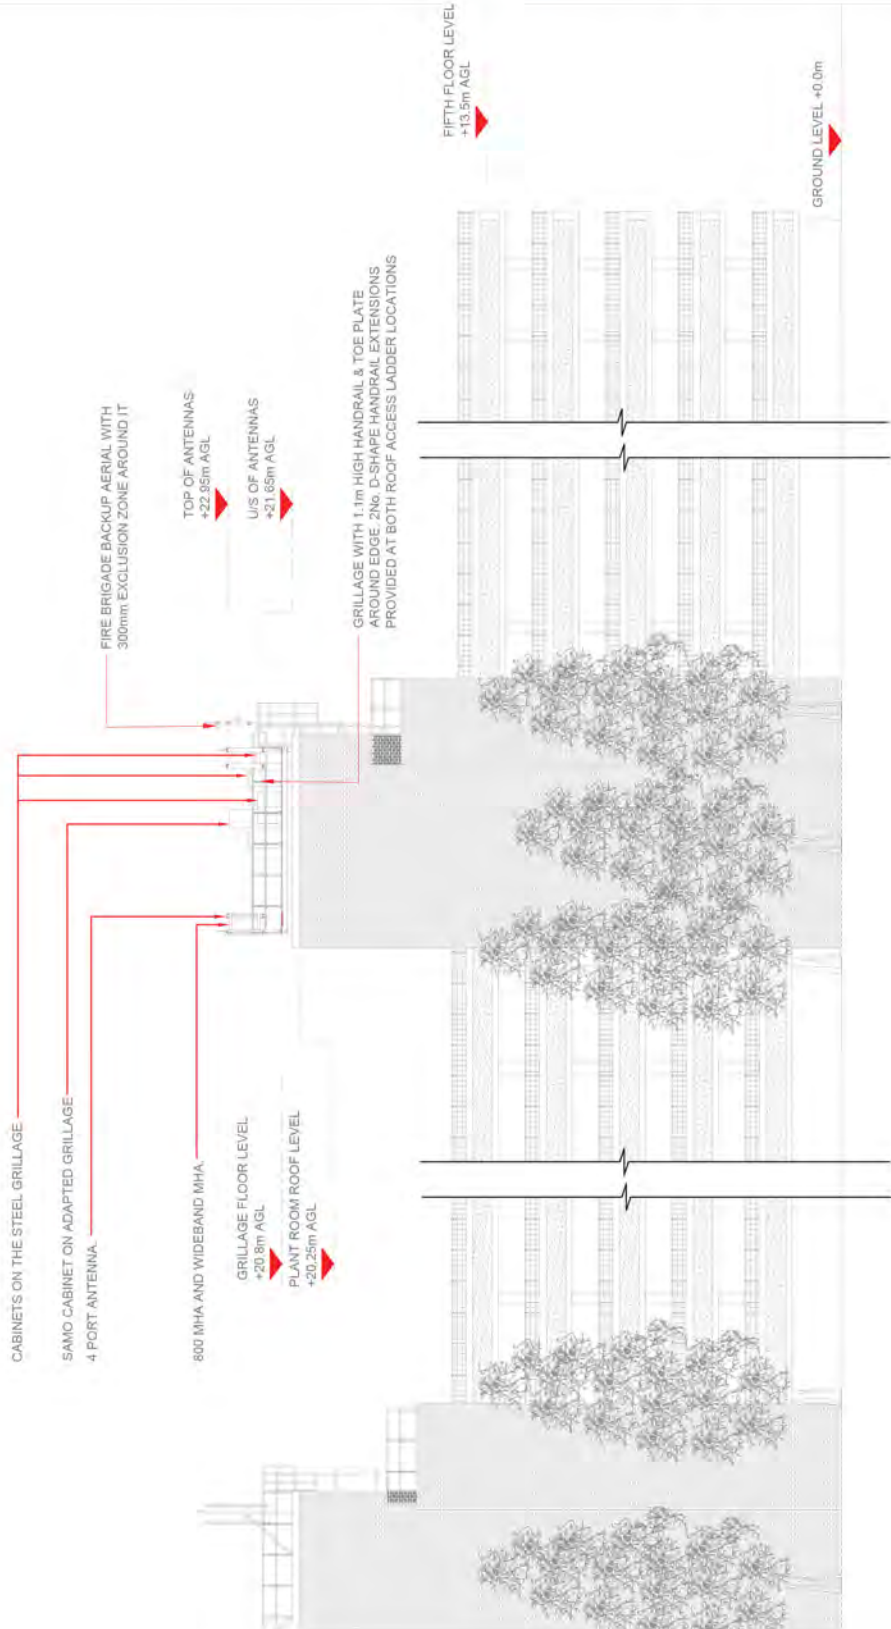 CABINETS ON THE STEEL GRILLAGE
SAMO CABINET ON ADAPTED GRILLAGE
4 PORT ANTENNA.
800 MHA AND WIDEBAND MHA.
GRILLAGE FLOOR LEVEL
+20.8m AGL
PLANT ROOM ROOF LEVEL
+20.25m AGL
FIRE BRIGADE BACKUP AERIAL WITH
300mm EXCLUSION ZONE AROUND IT
TOP OF ANTENNAS
+22.95m AGL
U/S OF ANTENNAS
+21.65m AGL
GRILLAGE WITH 1.1m HIGH HANDRAIL & TOE PLATE
AROUND EDGE. 2No. D-SHAPE HANDRAIL EXTENSIONS
PROVIDED AT BOTH ROOF ACCESS LADDER LOCATIONS
FIFTH FLOOR LEVEL
+13.5m AGL
GROUND LEVEL +0.0m